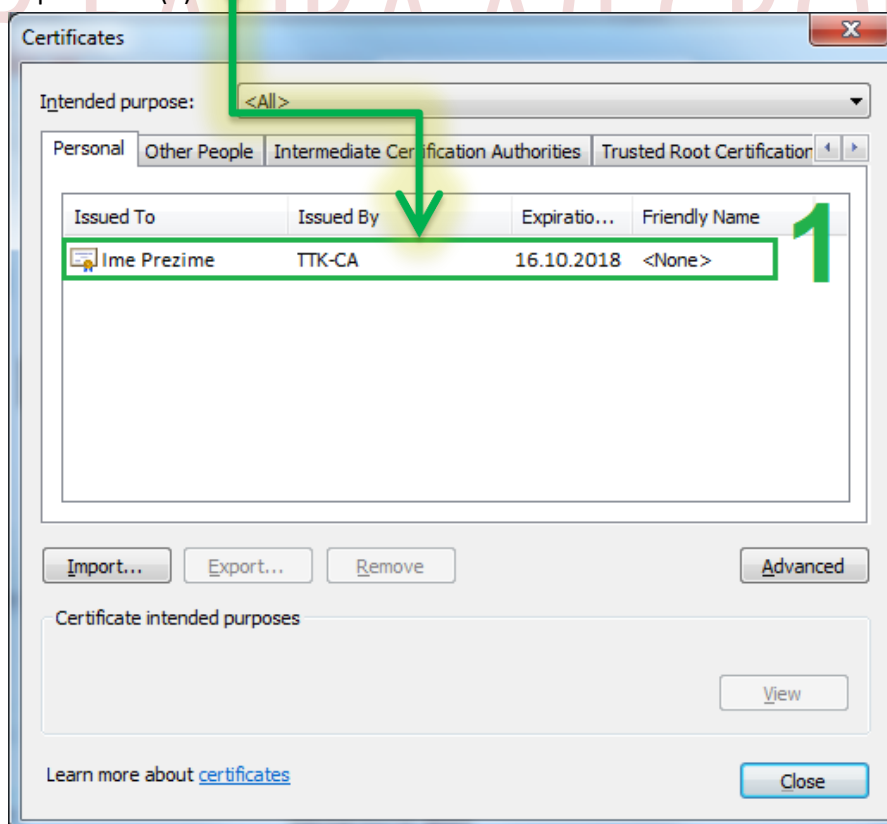 Certificates
Intended purpose: <All>
Personal Other People Intermediate Certification Authorities Trusted Root Certification
Issued To Issued By Expiratio... Friendly Name
Ime Prezime TTK-CA 16.10.2018 <None>
1
Import... Export... Remove Advanced
Certificate intended purposes
View
Learn more about certificates
Close